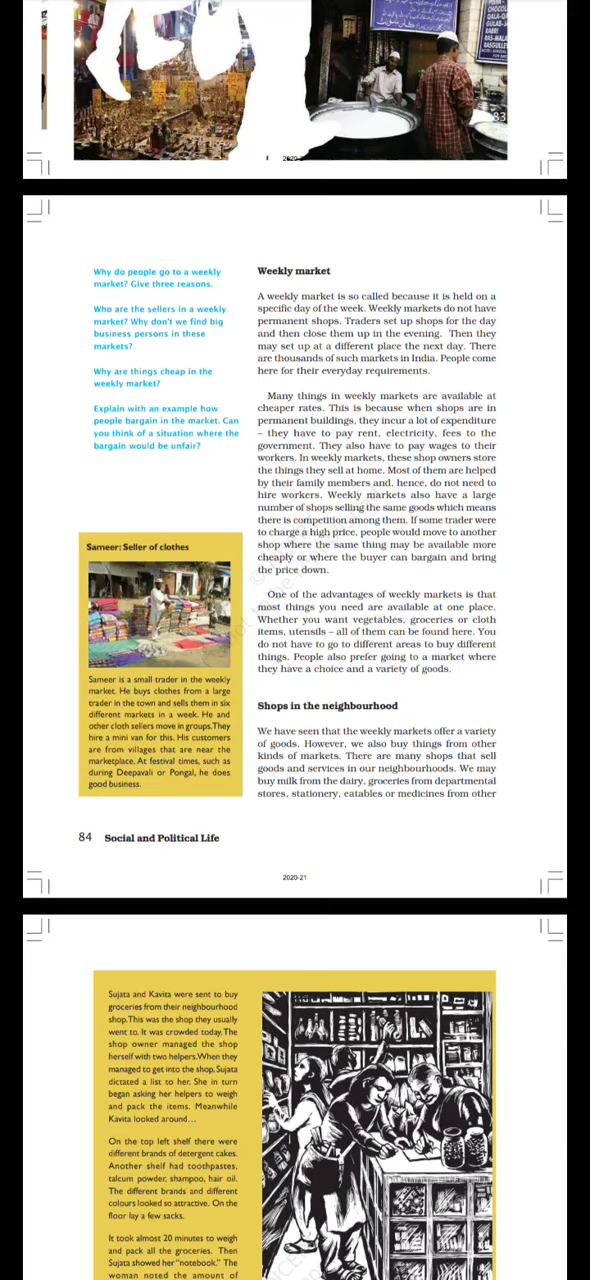 CHOCOL
QALA-Q
GULAB-
RABRI
RAS-MALA
RASGULLE
83
Why do people go to a weekly
market? Give three reasons.
Who are the sellers in a weekly
market? Why don't we find big
business persons in these
markets?
Why are things cheap in the
weekly market?
Explain with an example how
people bargain in the market. Can
you think of a situation where the
bargain would be unfair?
Sameer: Seller of clothes
Sameer is a small trader in the weekly
market. He buys clothes from a large
trader in the town and sells them in six
different markets in a week. He and
other cloth sellers move in groups.They
hire a mini van for this. His customers
are from villages that are near the
marketplace. At festival times, such as
during Deepavali or Pongal, he does
good business.
Weekly market
A weekly market is so called because it is held on a
specific day of the week. Weekly markets do not have
permanent shops. Traders set up shops for the day
and then close them up in the evening. Then they
may set up at a different place the next day. There
are thousands of such markets in India. People come
here for their everyday requirements.
Many things in weekly markets are available at
cheaper rates. This is because when shops are in
permanent buildings, they incur a lot of expenditure
– they have to pay rent, electricity, fees to the
government. They also have to pay wages to their
workers. In weekly markets, these shop owners store
the things they sell at home. Most of them are helped
by their family members and, hence, do not need to
hire workers. Weekly markets also have a large
number of shops selling the same goods which means
there is competition among them. If some trader were
to charge a high price, people would move to another
shop where the same thing may be available more
cheaply or where the buyer can bargain and bring
the price down.
One of the advantages of weekly markets is that
most things you need are available at one place.
Whether you want vegetables, groceries or cloth
items, utensils – all of them can be found here. You
do not have to go to different areas to buy different
things. People also prefer going to a market where
they have a choice and a variety of goods.
Shops in the neighbourhood
We have seen that the weekly markets offer a variety
of goods. However, we also buy things from other
kinds of markets. There are many shops that sell
goods and services in our neighbourhoods. We may
buy milk from the dairy, groceries from departmental
stores, stationery, eatables or medicines from other
84 Social and Political Life
2020-21
Sujata and Kavita were sent to buy
groceries from their neighbourhood
shop.This was the shop they usually
went to. It was crowded today. The
shop owner managed the shop
herself with two helpers.When they
managed to get into the shop, Sujata
dictated a list to her. She in turn
began asking her helpers to weigh
and pack the items. Meanwhile
Kavita looked around…
On the top left shelf there were
different brands of detergent cakes.
Another shelf had toothpastes,
talcum powder, shampoo, hair oil.
The different brands and different
colours looked so attractive. On the
floor lay a few sacks.
It took almost 20 minutes to weigh
and pack all the groceries. Then
Sujata showed her “notebook.” The
woman noted the amount of